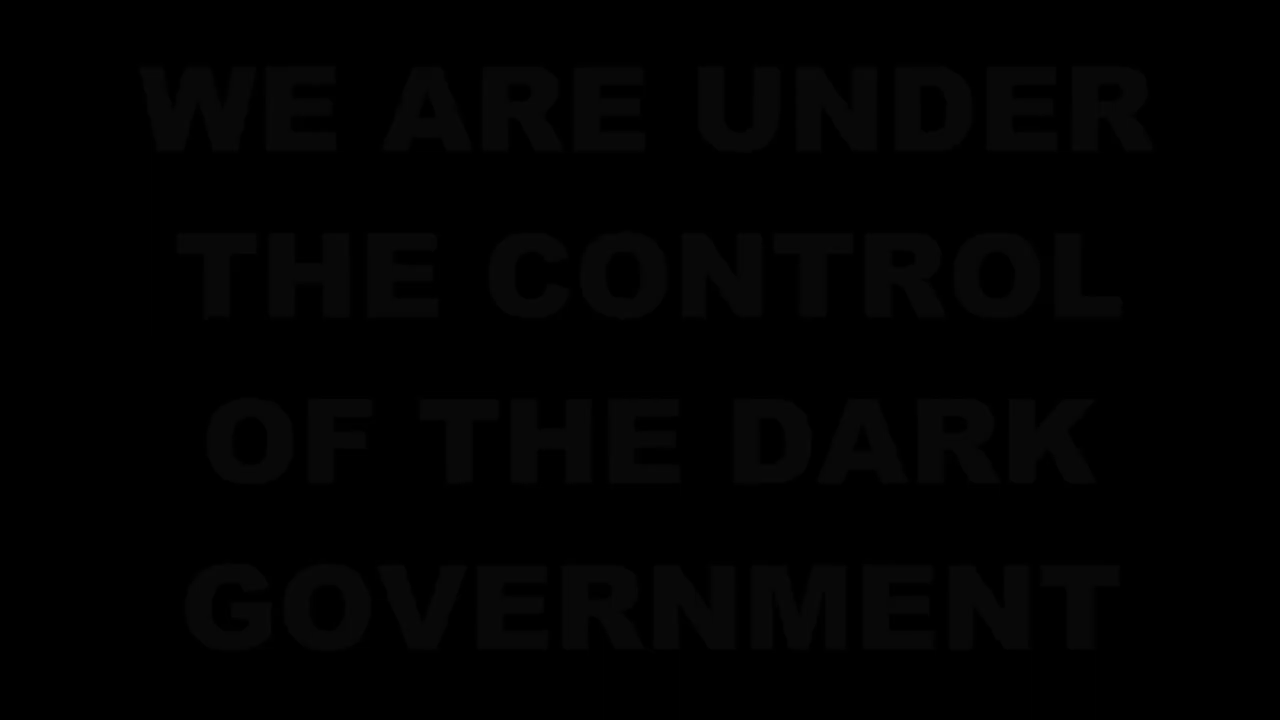 WE ARE UNDER
THE CONTROL
OF THE DARK
GOVERNMENT